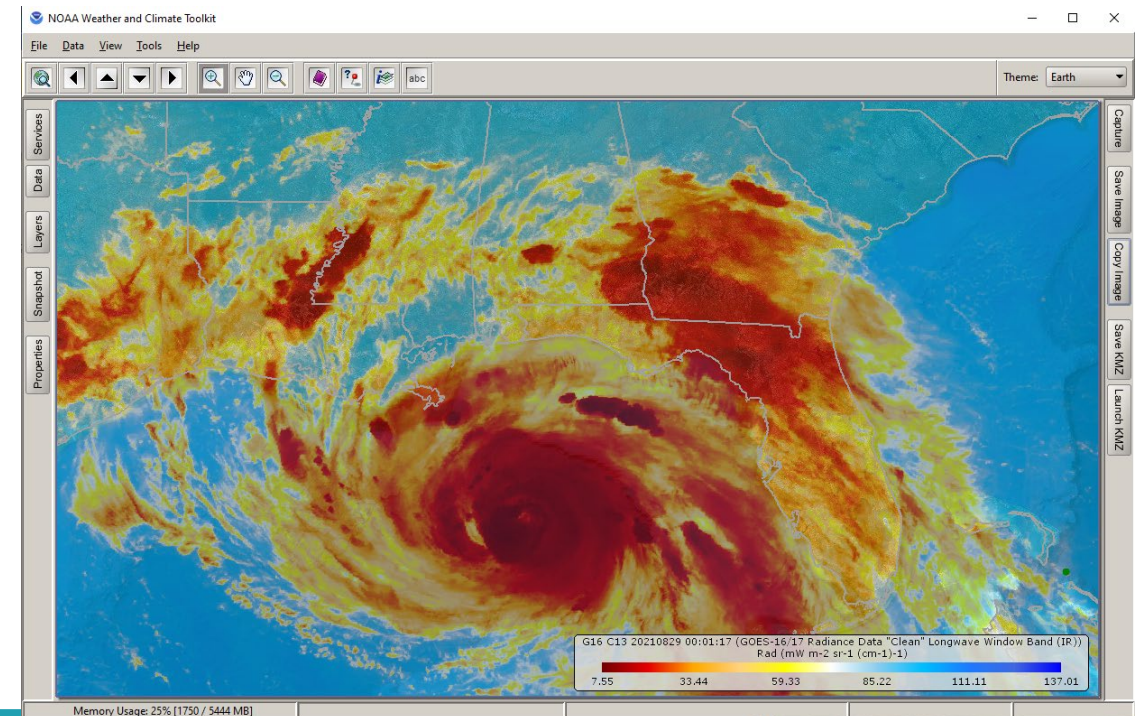 NOAA Weather and Climate Toolkit
File Data View Tools Help
abc
Theme: Earth
Services
Data
Layers
Snapshot
Properties
Capture
Save Image
Copy Image
Save KMZ
Launch KMZ
G16 C13 20210829 00:01:17 (GOES-16/17 Radiance Data "Clean" Longwave Window Band (IR))
Rad (mW m-2 sr-1 (cm-1)-1)
7.55 33.44 59.33 85.22 111.11 137.01
Memory Usage: 25% [1750 / 5444 MB]